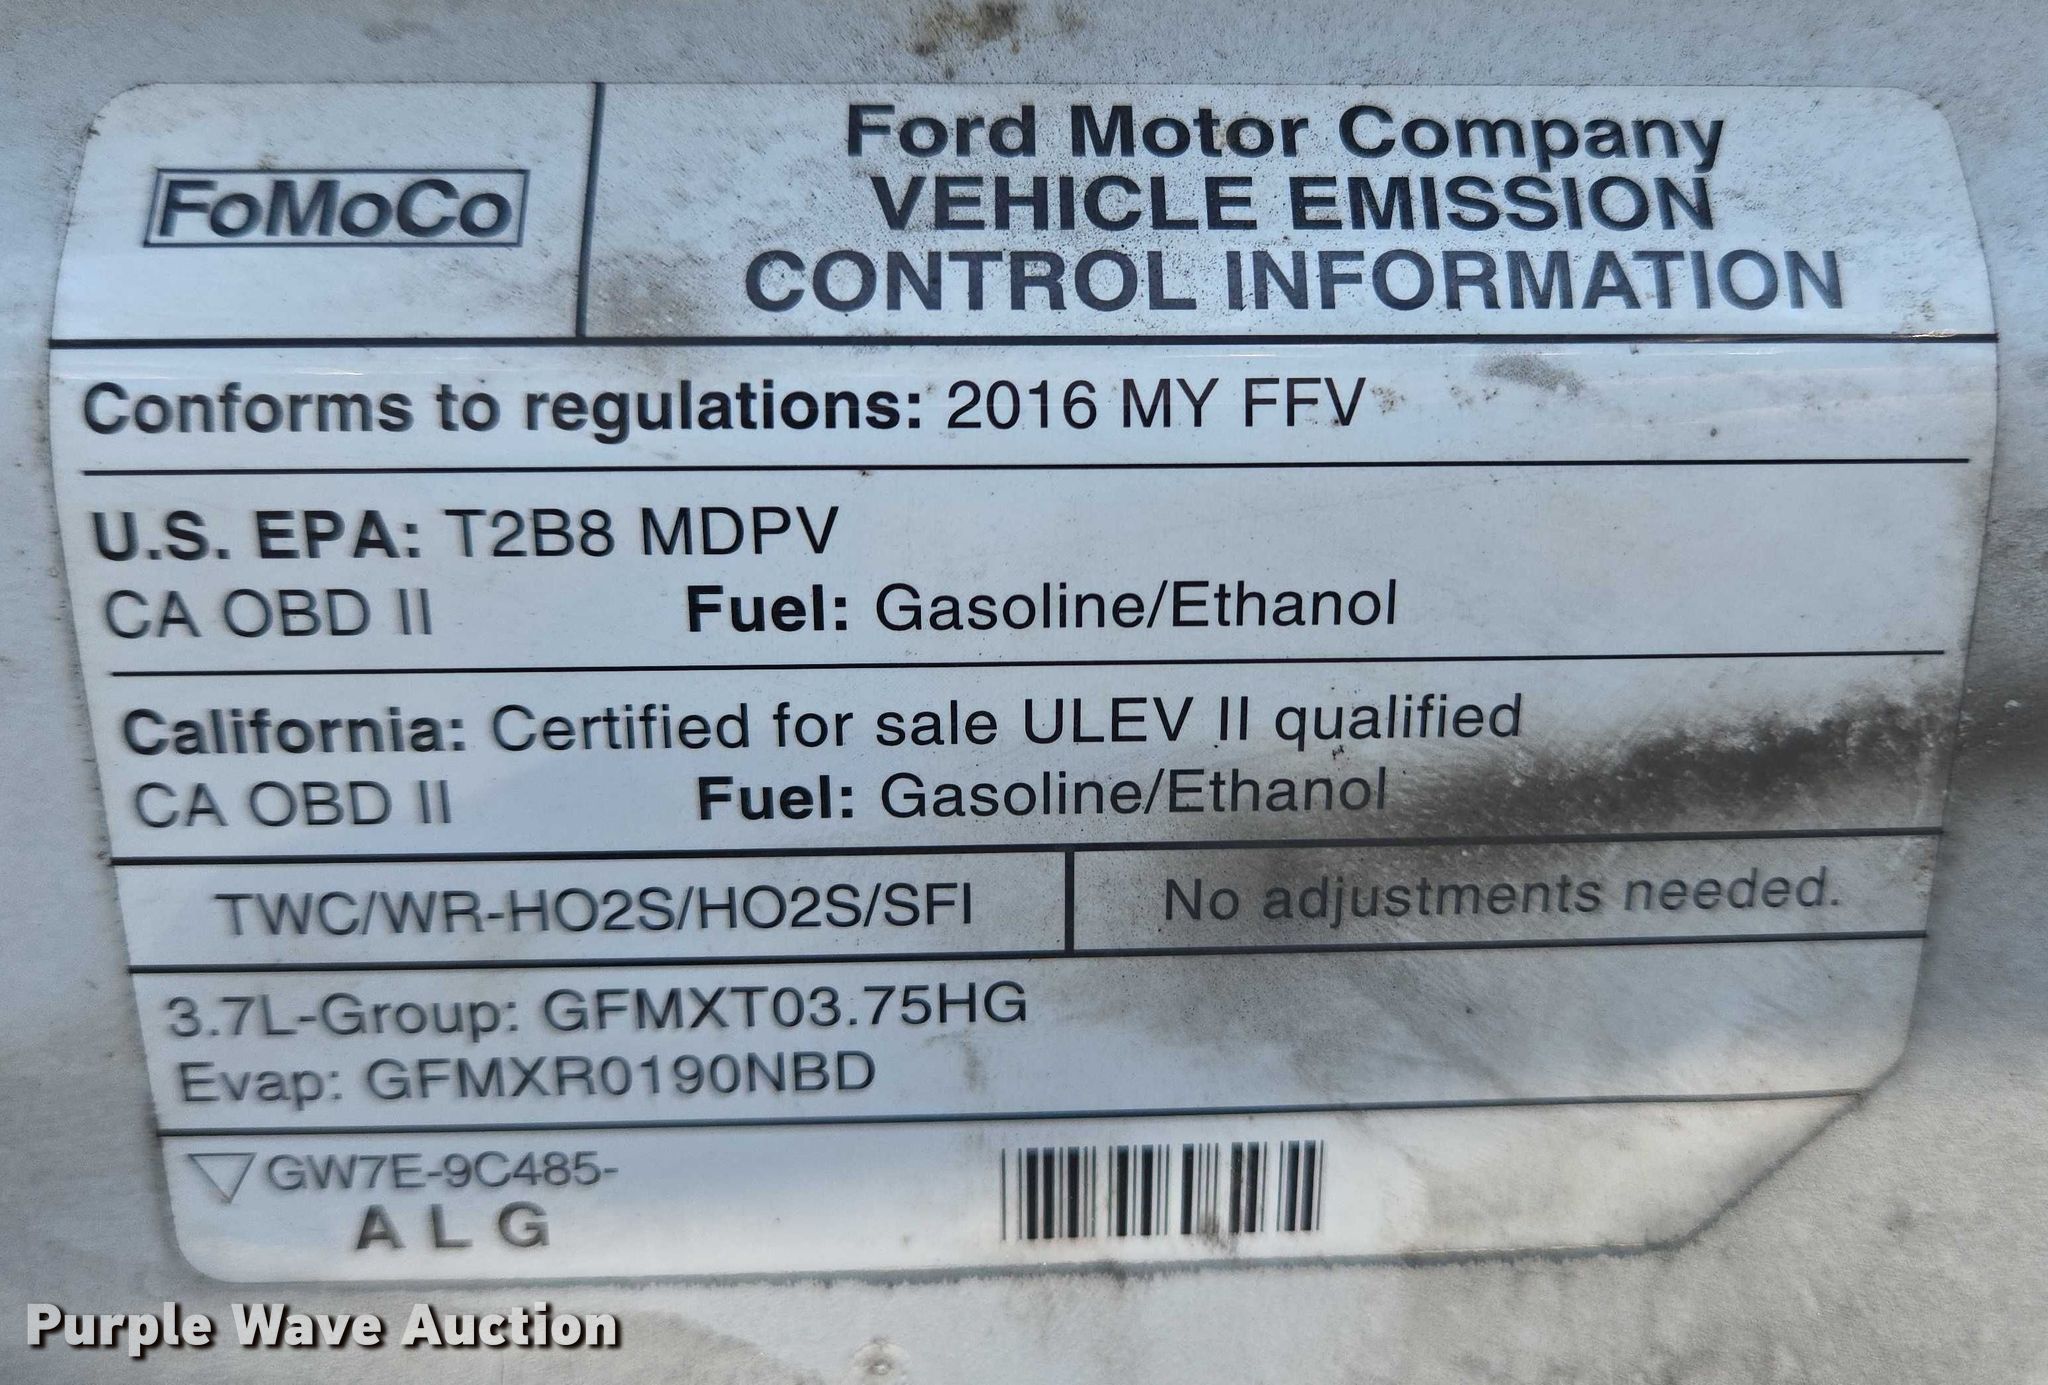 FoMoCo
Ford Motor Company
VEHICLE EMISSION
CONTROL INFORMATION
Conforms to regulations: 2016 MY FFV
U.S. EPA: T2B8 MDPV
CA OBD II Fuel: Gasoline/Ethanol
California: Certified for sale ULEV II qualified
CA OBD II Fuel: Gasoline/Ethanol
TWC/WR-HO2S/HO2S/SFI No adjustments needed.
3.7L-Group: GFMXT03.75HG
Evap: GFMXR0190NBD
GW7E-9C485-
A L G
Purple Wave Auction